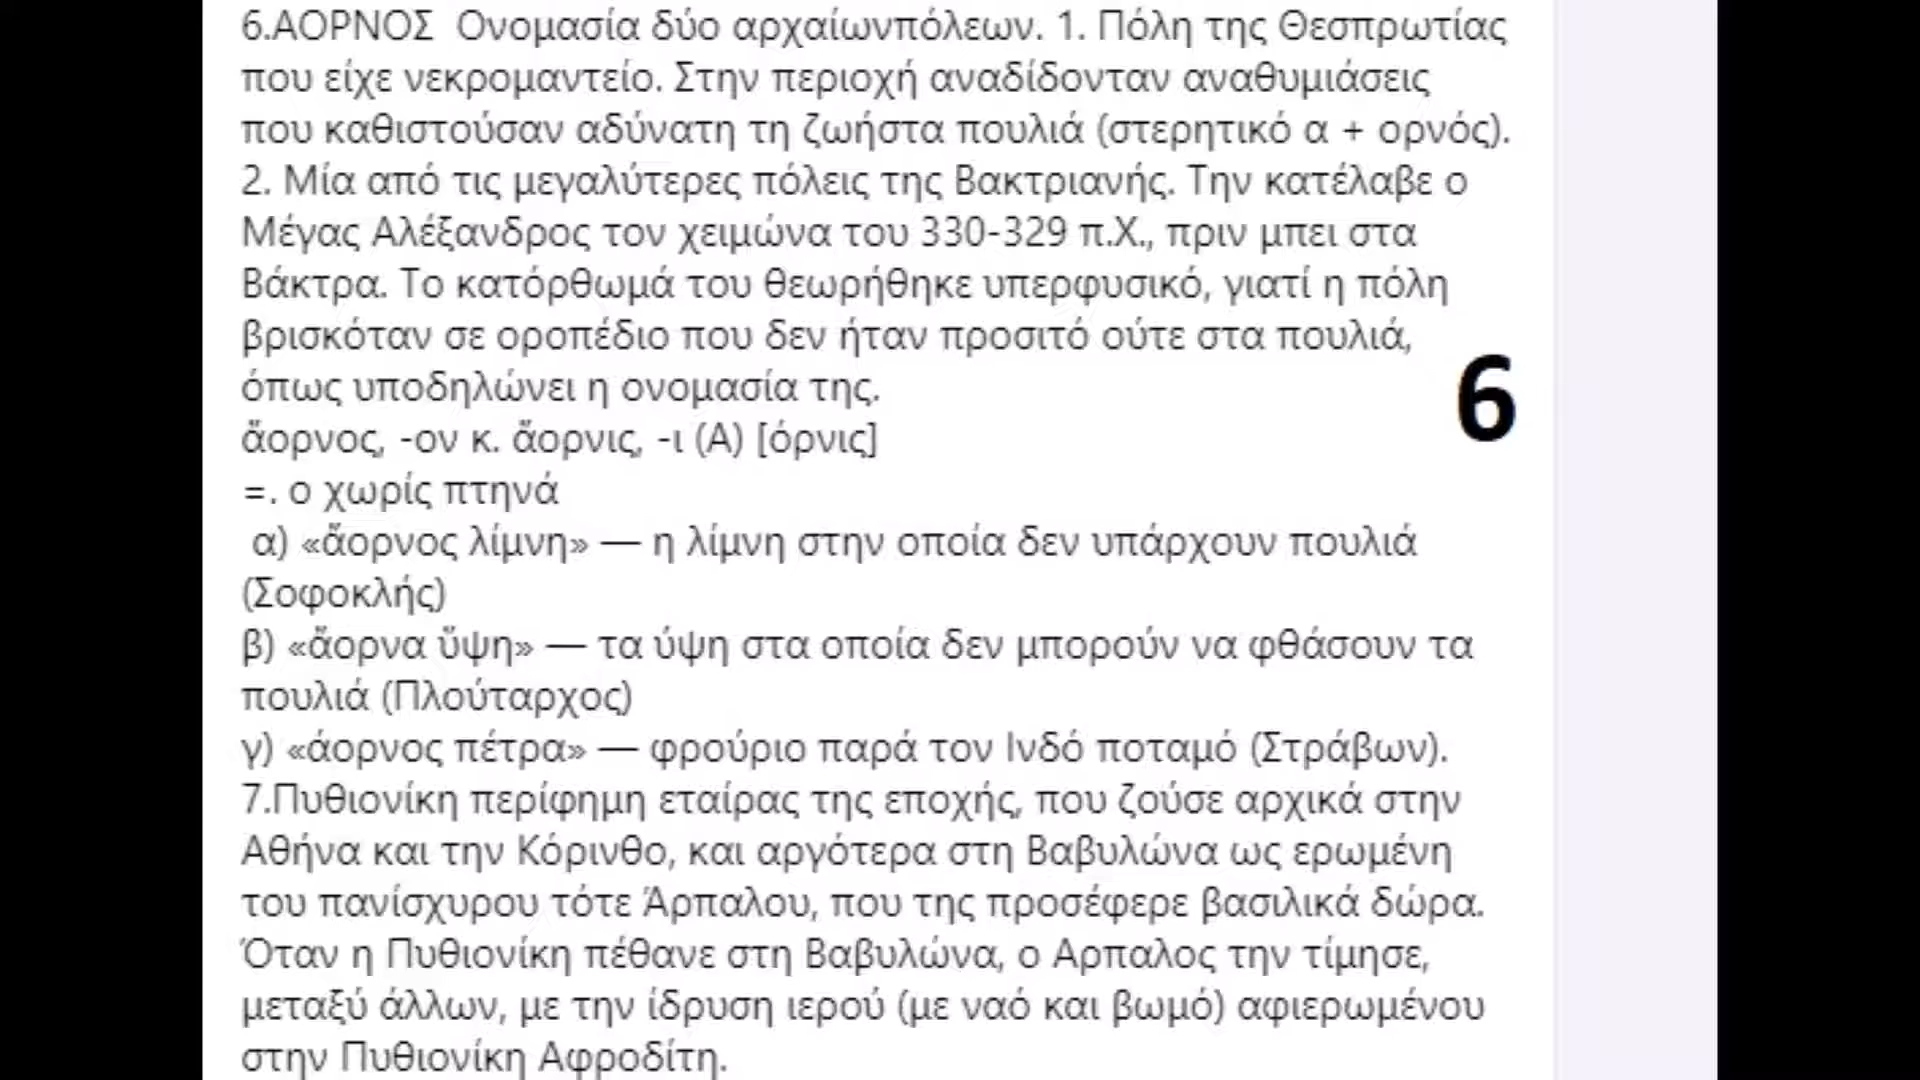 6.ΑΟΡΝΟΣ  Ονομασία δύο αρχαίωνπόλεων. 1. Πόλη της Θεσπρωτίας
που είχε νεκρομαντείο. Στην περιοχή αναδίδονταν αναθυμιάσεις
που καθιστούσαν αδύνατη τη ζωήστα πουλιά (στερητικό α + ορνός).
2. Μία από τις μεγαλύτερες πόλεις της Βακτριανής. Την κατέλαβε ο
Μέγας Αλέξανδρος τον χειμώνα του 330-329 π.Χ., πριν μπει στα
Βάκτρα. Το κατόρθωμά του θεωρήθηκε υπερφυσικό, γιατί η πόλη
βρισκόταν σε οροπέδιο που δεν ήταν προσιτό ούτε στα πουλιά,
όπως υποδηλώνει η ονομασία της.
6
ἄορνος, -ον κ. ἄορνις, -ι (Α) [όρνις]
=. ο χωρίς πτηνά
α) «ἄορνος λίμνη» — η λίμνη στην οποία δεν υπάρχουν πουλιά
(Σοφοκλής)
β) «ἄορνα ὕψη» — τα ύψη στα οποία δεν μπορούν να φθάσουν τα
πουλιά (Πλούταρχος)
γ) «άορνος πέτρα» — φρούριο παρά τον Ινδό ποταμό (Στράβων).
7.Πυθιονίκη περίφημη εταίρας της εποχής, που ζούσε αρχικά στην
Αθήνα και την Κόρινθο, και αργότερα στη Βαβυλώνα ως ερωμένη
του πανίσχυρου τότε Άρπαλου, που της προσέφερε βασιλικά δώρα.
Όταν η Πυθιονίκη πέθανε στη Βαβυλώνα, ο Αρπαλος την τίμησε,
μεταξύ άλλων, με την ίδρυση ιερού (με ναό και βωμό) αφιερωμένου
στην Πυθιονίκη Αφροδίτη.